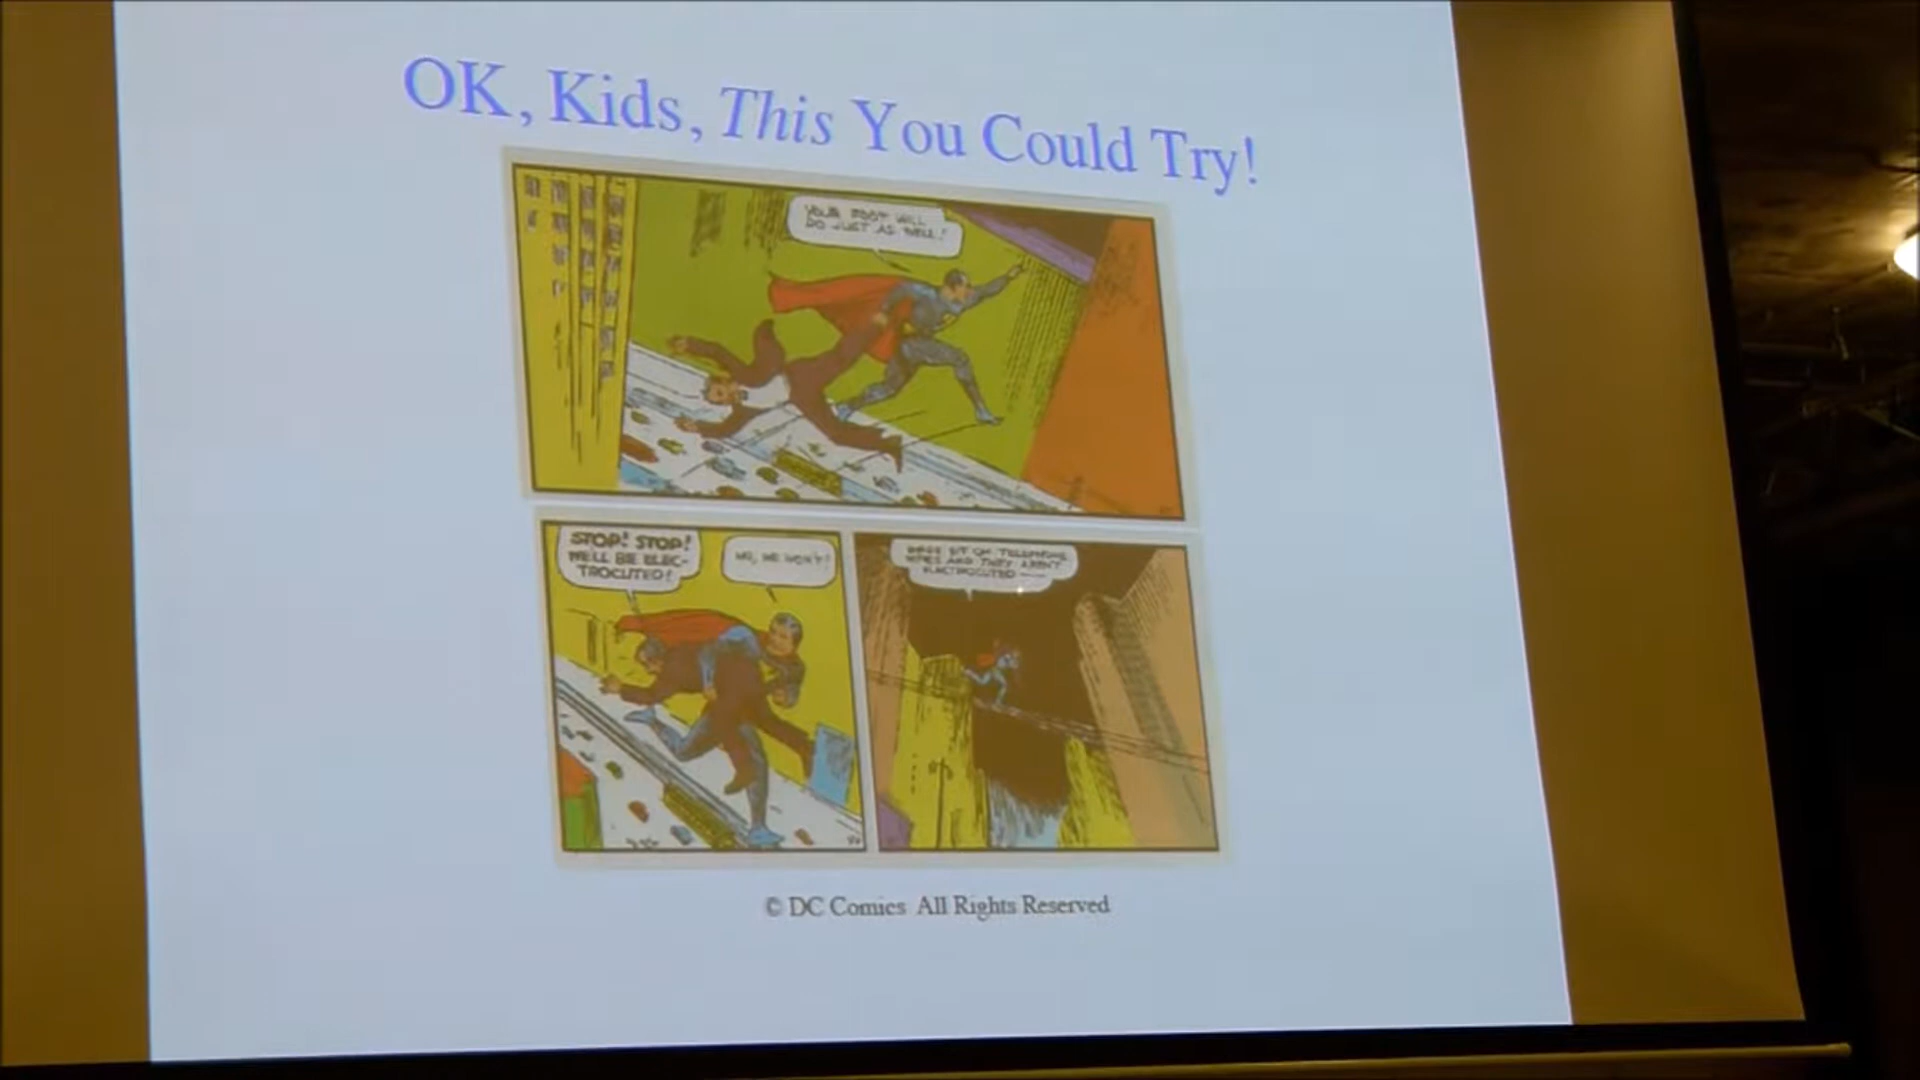 OK, Kids, This You Could Try!
YOUR FOOT WILL
DO JUST AS WELL!
STOP! STOP!
WE'LL BE ELEC-
TROCUTED!
NO, WE WON'T!
BIRDS SIT ON TELEPHONE
WIRES AND THEY AREN'T
ELECTROCUTED —
© DC Comics All Rights Reserved